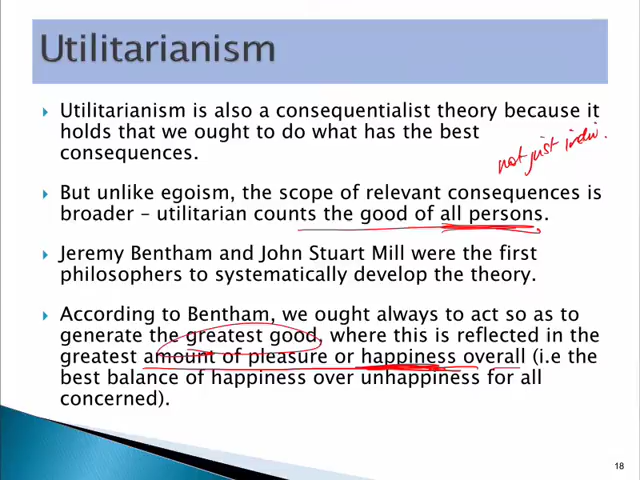 Utilitarianism
Utilitarianism is also a consequentialist theory because it
holds that we ought to do what has the best
consequences.
not just indiv.
But unlike egoism, the scope of relevant consequences is
broader – utilitarian counts the good of all persons.
Jeremy Bentham and John Stuart Mill were the first
philosophers to systematically develop the theory.
According to Bentham, we ought always to act so as to
generate the greatest good, where this is reflected in the
greatest amount of pleasure or happiness overall (i.e the
best balance of happiness over unhappiness for all
concerned).
18